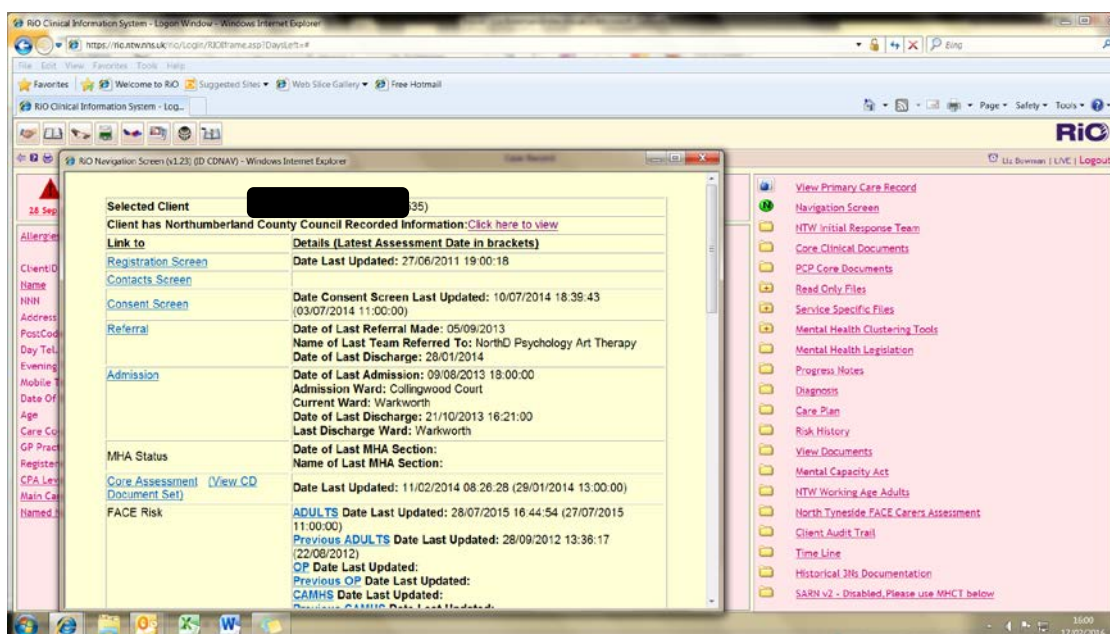 RiO Clinical Information System - Logon Window - Windows Internet Explorer
https://rio.ntw.nhs.uk/rio/Login/RIOXframe.asp?DaysLeft=#
Bing
File Edit View Favorites Tools Help
Favorites Welcome to RiO Suggested Sites Web Slice Gallery Free Hotmail
RiO Clinical Information System - Log...
Page Safety Tools
RiO
RiO Navigation Screen (v1.23) (ID CDNAV) - Windows Internet Explorer
Case Record
Liz Bowman | LIVE | Logout
28 Sep
Allergies
ClientID
Name
NNN
Address
PostCode
Day Tel.
Evening
Mobile T
Date Of
Age
Care Co
GP Pract
Register
CPA Lev
Main Car
Named
Selected Client 635)
Client has Northumberland County Council Recorded Information:Click here to view
Link to Details (Latest Assessment Date in brackets)
Registration Screen Date Last Updated: 27/06/2011 19:00:18
Contacts Screen
Consent Screen Date Consent Screen Last Updated: 10/07/2014 18:39:43
(03/07/2014 11:00:00)
Referral Date of Last Referral Made: 05/09/2013
Name of Last Team Referred To: NorthD Psychology Art Therapy
Date of Last Discharge: 28/01/2014
Admission Date of Last Admission: 09/08/2013 18:00:00
Admission Ward: Collingwood Court
Current Ward: Warkworth
Date of Last Discharge: 21/10/2013 16:21:00
Last Discharge Ward: Warkworth
MHA Status Date of Last MHA Section:
Name of Last MHA Section:
Core Assessment (View CD
Document Set) Date Last Updated: 11/02/2014 08:26:28 (29/01/2014 13:00:00)
FACE Risk ADULTS Date Last Updated: 28/07/2015 16:44:54 (27/07/2015
11:00:00)
Previous ADULTS Date Last Updated: 28/09/2012 13:36:17
(22/08/2012)
OP Date Last Updated:
Previous OP Date Last Updated:
CAMHS Date Last Updated:
Previous CAMHS Date Last Updated:
View Primary Care Record
Navigation Screen
NTW Initial Response Team
Core Clinical Documents
PCP Core Documents
Read Only Files
Service Specific Files
Mental Health Clustering Tools
Mental Health Legislation
Progress Notes
Diagnosis
Care Plan
Risk History
View Documents
Mental Capacity Act
NTW Working Age Adults
North Tyneside FACE Carers Assessment
Client Audit Trail
Time Line
Historical 3Ns Documentation
SARN v2 - Disabled,Please use MHCT below
16:00
17/02/2016